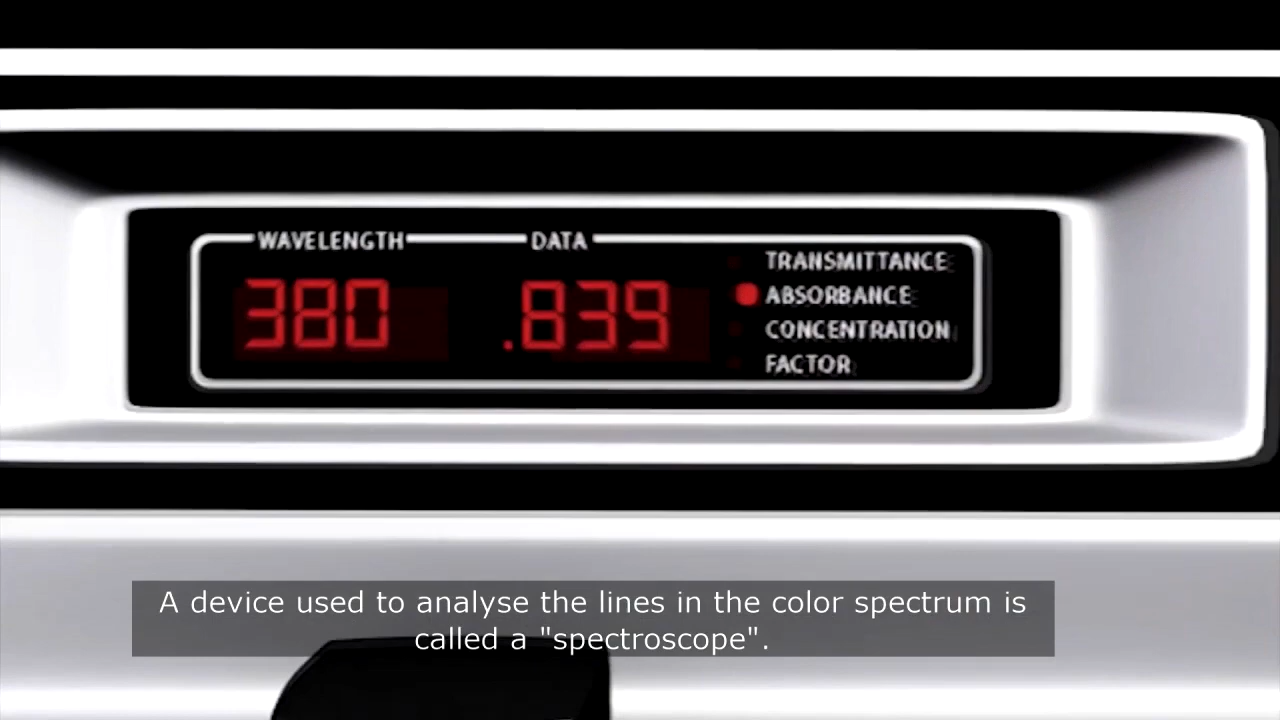 WAVELENGTH DATA
TRANSMITTANCE
ABSORBANCE
380 .839
CONCENTRATION
FACTOR
A device used to analyse the lines in the color spectrum is
called a "spectroscope".